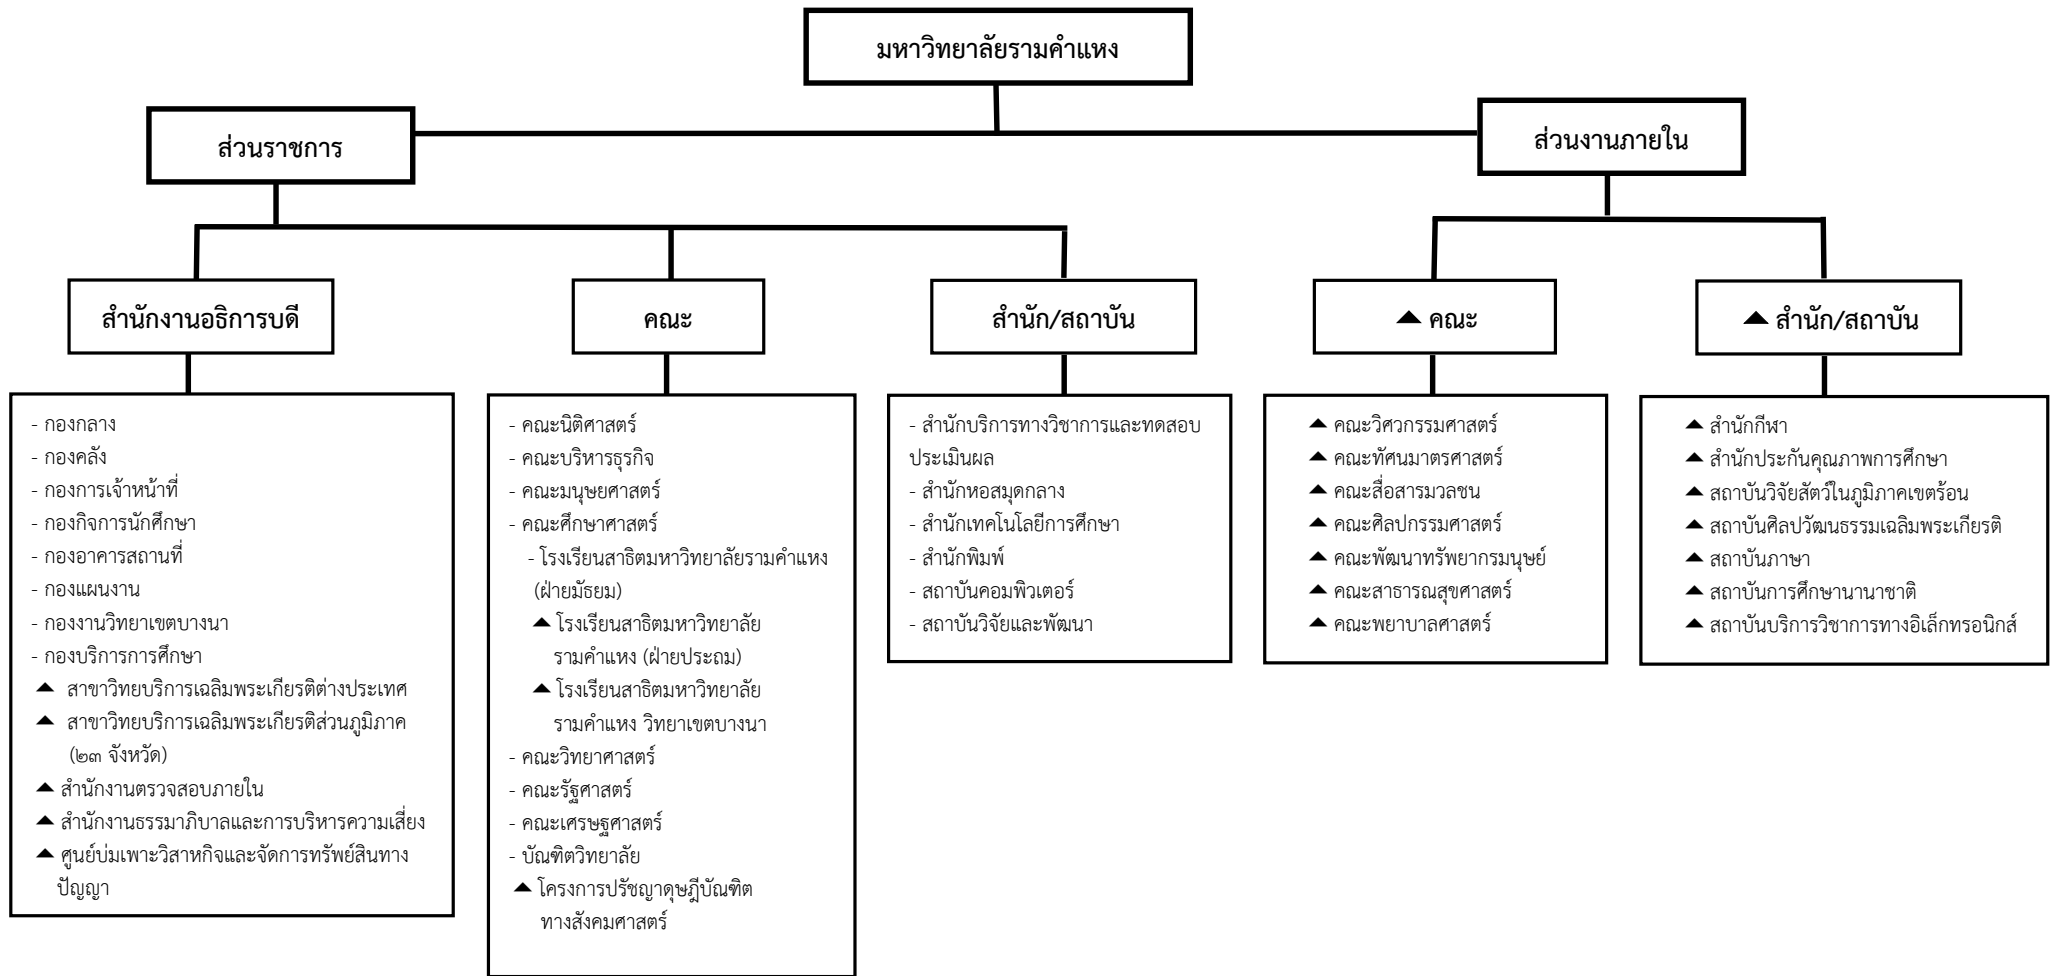 มหาวิทยาลัยรามคำแหง
ส่วนราชการ
ส่วนงานภายใน
สำนักงานอธิการบดี
คณะ
สำนัก/สถาบัน
▲ คณะ
▲ สำนัก/สถาบัน
- กองกลาง
- กองคลัง
- กองการเจ้าหน้าที่
- กองกิจการนักศึกษา
- กองอาคารสถานที่
- กองแผนงาน
- กองงานวิทยาเขตบางนา
- กองบริการการศึกษา
▲ สาขาวิทยบริการเฉลิมพระเกียรติต่างประเทศ
▲ สาขาวิทยบริการเฉลิมพระเกียรติส่วนภูมิภาค
(๒๓ จังหวัด)
▲ สำนักงานตรวจสอบภายใน
▲ สำนักงานธรรมาภิบาลและการบริหารความเสี่ยง
▲ ศูนย์บ่มเพาะวิสาหกิจและจัดการทรัพย์สินทาง
ปัญญา
- คณะนิติศาสตร์
- คณะบริหารธุรกิจ
- คณะมนุษยศาสตร์
- คณะศึกษาศาสตร์
- โรงเรียนสาธิตมหาวิทยาลัยรามคำแหง
(ฝ่ายมัธยม)
▲ โรงเรียนสาธิตมหาวิทยาลัย
รามคำแหง (ฝ่ายประถม)
▲ โรงเรียนสาธิตมหาวิทยาลัย
รามคำแหง วิทยาเขตบางนา
- คณะวิทยาศาสตร์
- คณะรัฐศาสตร์
- คณะเศรษฐศาสตร์
- บัณฑิตวิทยาลัย
▲ โครงการปรัชญาดุษฎีบัณฑิต
ทางสังคมศาสตร์
- สำนักบริการทางวิชาการและทดสอบ
ประเมินผล
- สำนักหอสมุดกลาง
- สำนักเทคโนโลยีการศึกษา
- สำนักพิมพ์
- สถาบันคอมพิวเตอร์
- สถาบันวิจัยและพัฒนา
▲ คณะวิศวกรรมศาสตร์
▲ คณะทัศนมาตรศาสตร์
▲ คณะสื่อสารมวลชน
▲ คณะศิลปกรรมศาสตร์
▲ คณะพัฒนาทรัพยากรมนุษย์
▲ คณะสาธารณสุขศาสตร์
▲ คณะพยาบาลศาสตร์
▲ สำนักกีฬา
▲ สำนักประกันคุณภาพการศึกษา
▲ สถาบันวิจัยสัตว์ในภูมิภาคเขตร้อน
▲ สถาบันศิลปวัฒนธรรมเฉลิมพระเกียรติ
▲ สถาบันภาษา
▲ สถาบันการศึกษานานาชาติ
▲ สถาบันบริการวิชาการทางอิเล็กทรอนิกส์